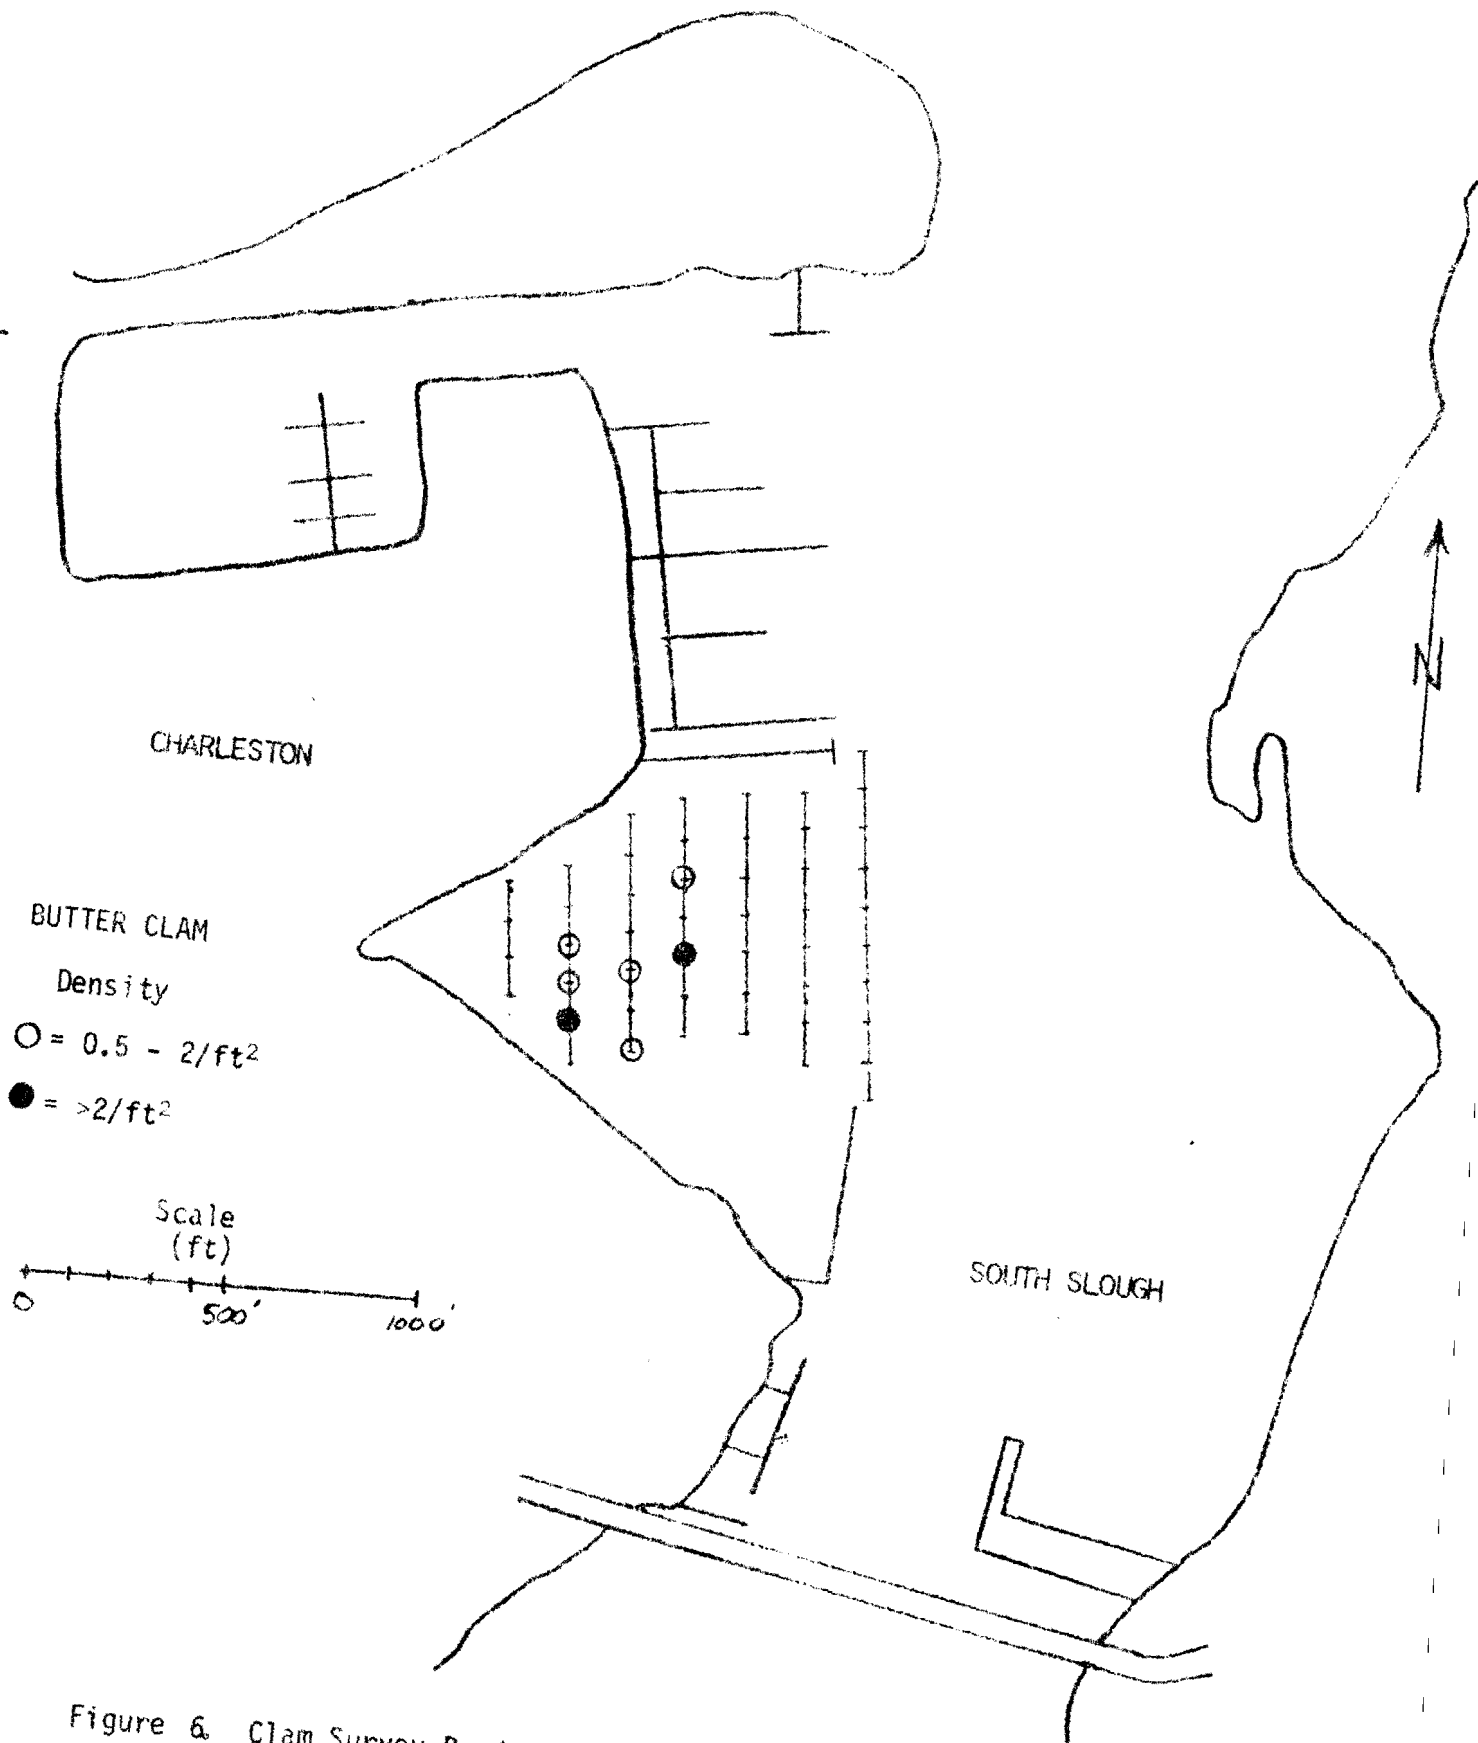 CHARLESTON
N
BUTTER CLAM
Density
O = 0.5 - 2/ft²
● = >2/ft²
Scale
(ft)
0 500' 1000'
SOUTH SLOUGH
Figure 6. Clam Survey